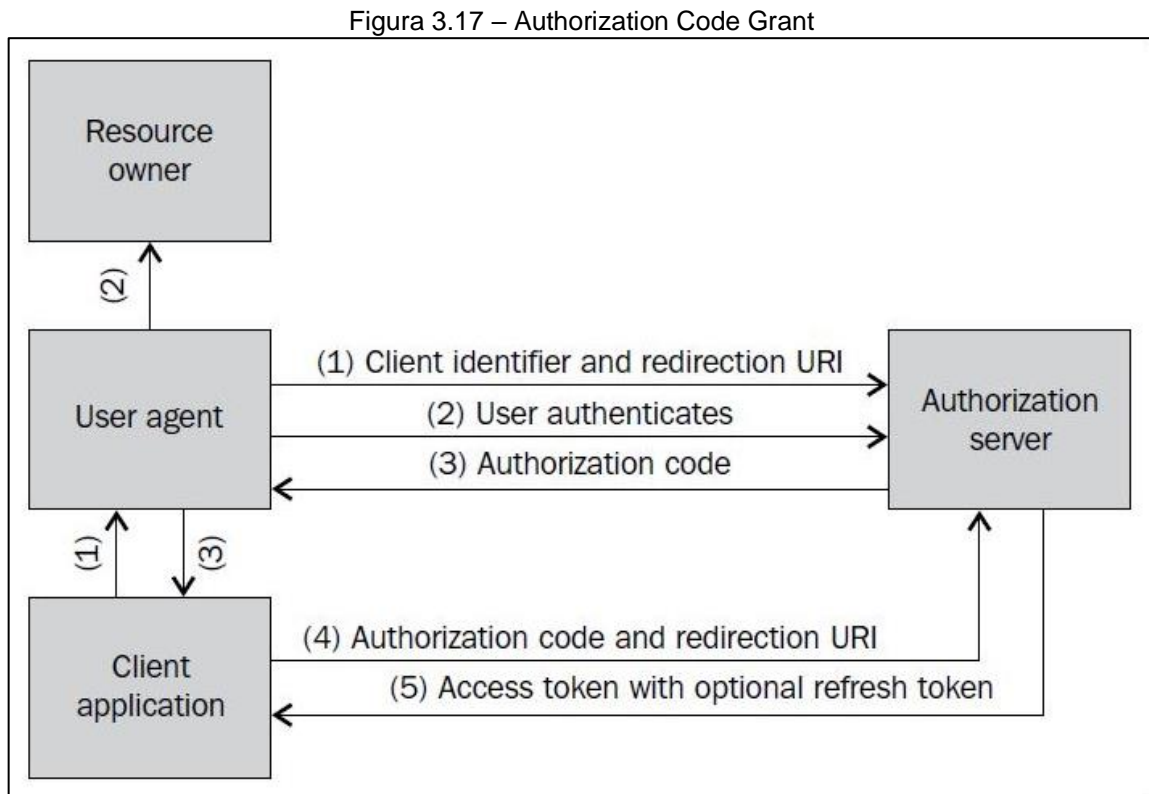 Figura 3.17 – Authorization Code Grant
Resource
owner
(2)
User agent
(1) Client identifier and redirection URI
(2) User authenticates
(3) Authorization code
Authorization
server
(1)
(3)
Client
application
(4) Authorization code and redirection URI
(5) Access token with optional refresh token